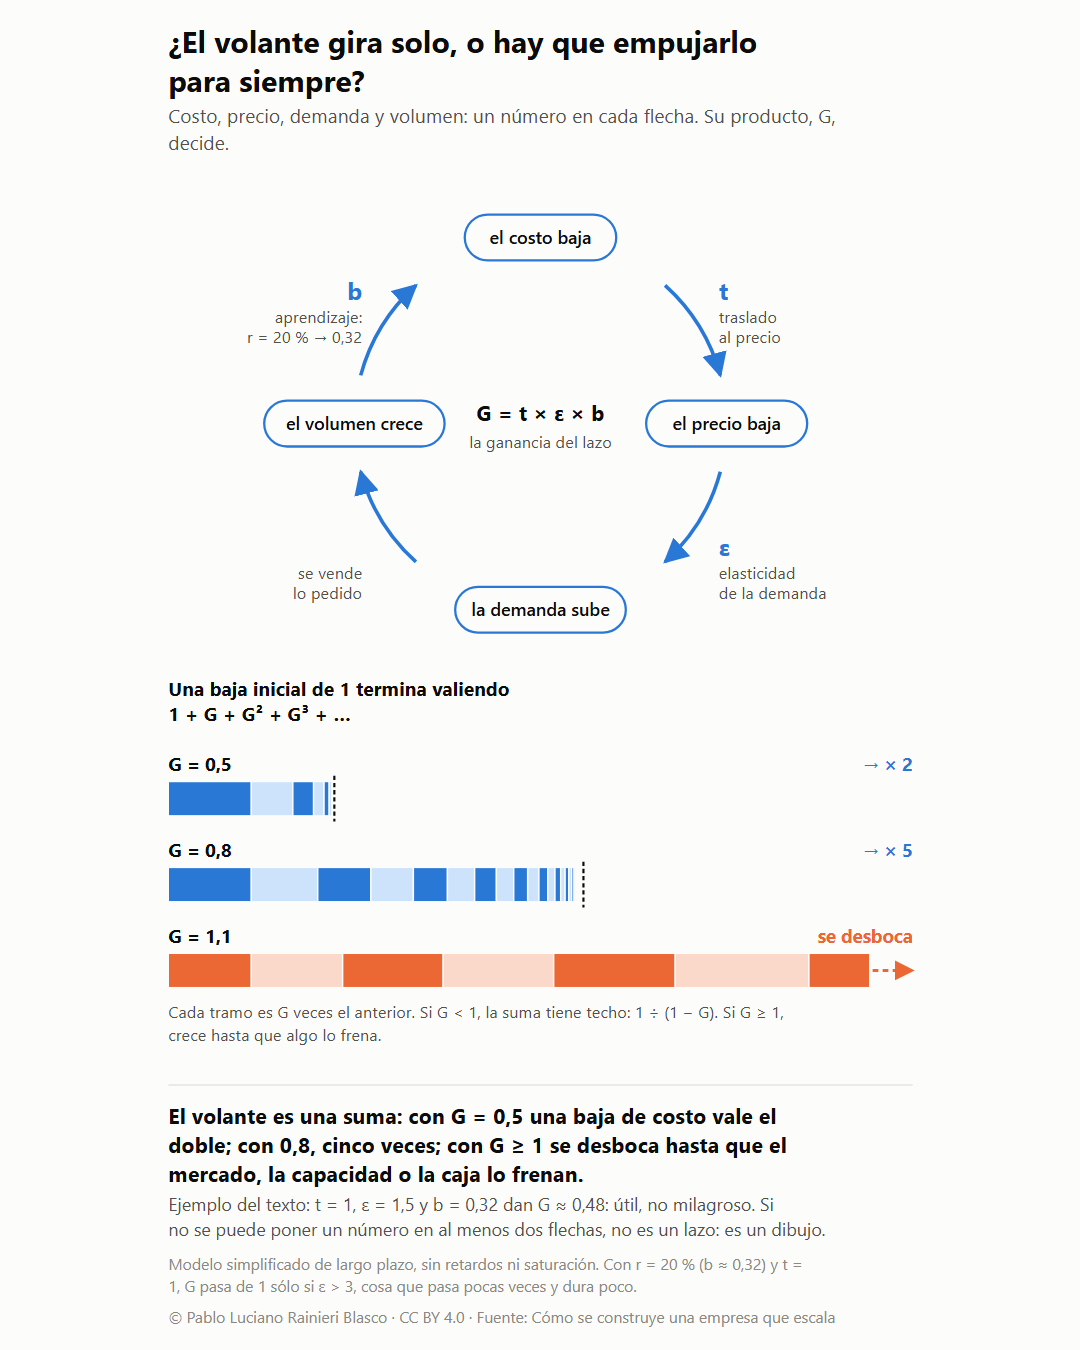 ¿El volante gira solo, o hay que empujarlo
para siempre?
Costo, precio, demanda y volumen: un número en cada flecha. Su producto, G,
decide.
el costo baja
b
aprendizaje:
r = 20 % → 0,32
t
traslado
al precio
el volumen crece
G = t × ε × b
la ganancia del lazo
el precio baja
se vende
lo pedido
ε
elasticidad
de la demanda
la demanda sube
Una baja inicial de 1 termina valiendo
1 + G + G² + G³ + …
G = 0,5
→ × 2
G = 0,8
→ × 5
G = 1,1
se desboca
Cada tramo es G veces el anterior. Si G < 1, la suma tiene techo: 1 ÷ (1 − G). Si G ≥ 1,
crece hasta que algo lo frena.
El volante es una suma: con G = 0,5 una baja de costo vale el
doble; con 0,8, cinco veces; con G ≥ 1 se desboca hasta que el
mercado, la capacidad o la caja lo frenan.
Ejemplo del texto: t = 1, ε = 1,5 y b = 0,32 dan G ≈ 0,48: útil, no milagroso. Si
no se puede poner un número en al menos dos flechas, no es un lazo: es un dibujo.
Modelo simplificado de largo plazo, sin retardos ni saturación. Con r = 20 % (b ≈ 0,32) y t =
1, G pasa de 1 sólo si ε > 3, cosa que pasa pocas veces y dura poco.
© Pablo Luciano Rainieri Blasco · CC BY 4.0 · Fuente: Cómo se construye una empresa que escala